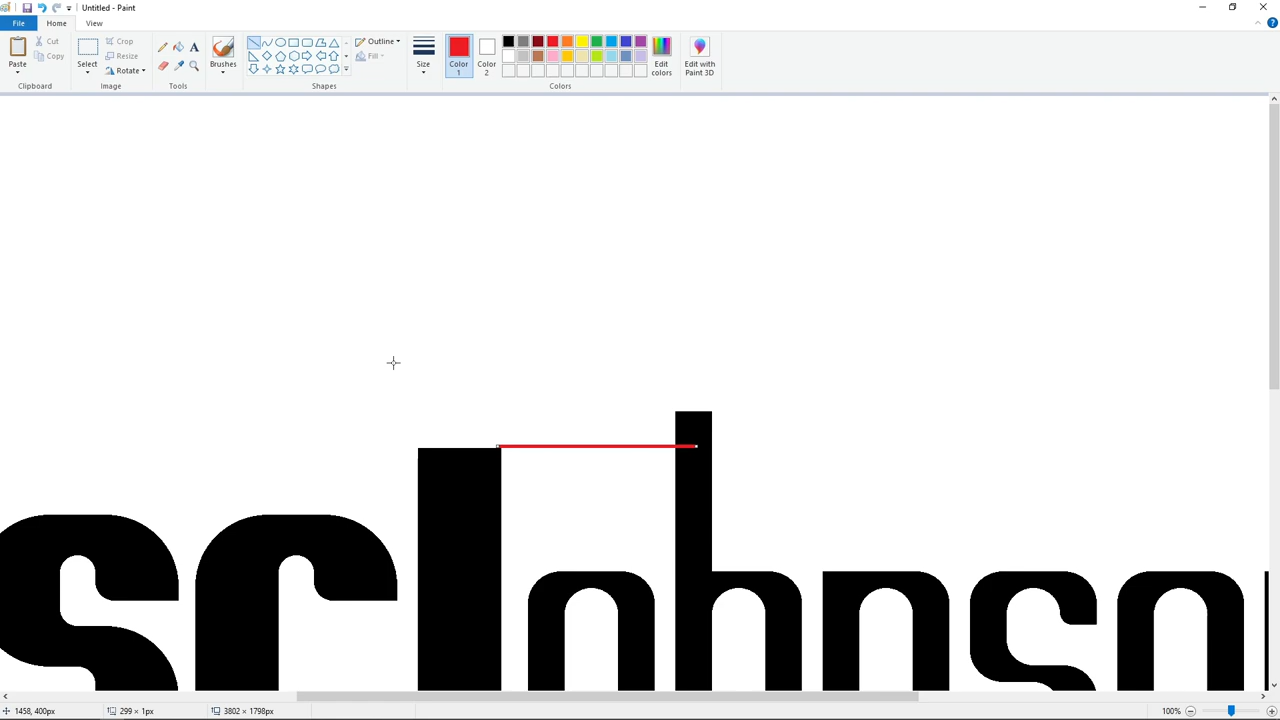 Untitled - Paint
File Home View
Paste
Cut
Copy
Clipboard
Select
Crop
Resize
Rotate
Image
A
Tools
Brushes
Outline
Fill
Shapes
Size
Color 1
Color 2
Edit colors
Colors
Edit with Paint 3D
scJohnson
1458, 400px 299 × 1px 3802 × 1798px 100%